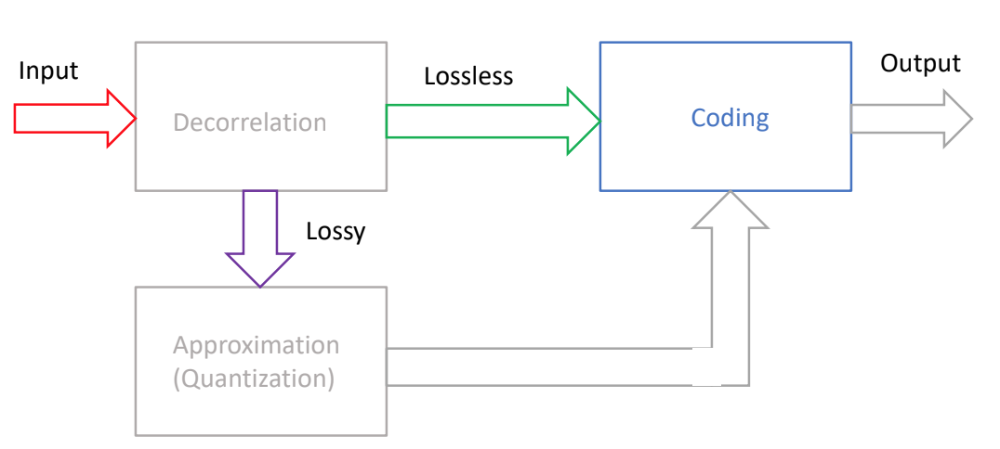 Input
Decorrelation
Lossless
Coding
Output
Lossy
Approximation
(Quantization)